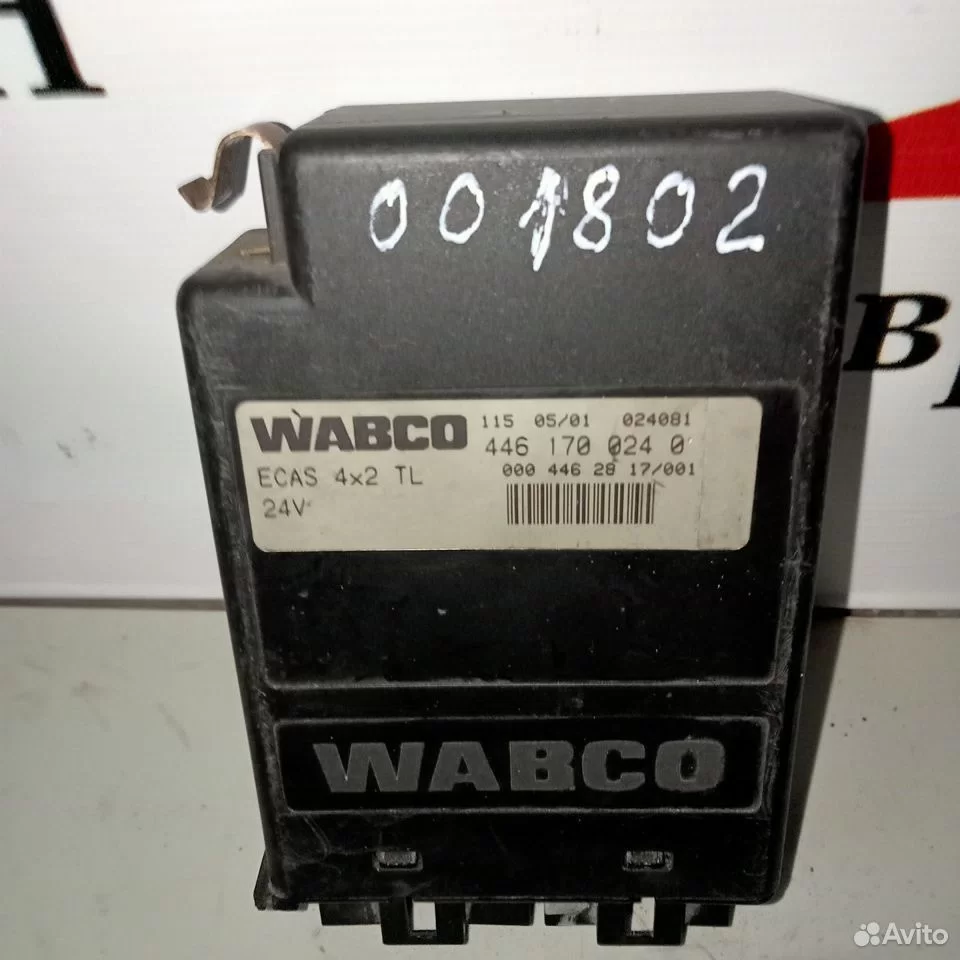 A
001802
B
WABCO 115 05/01 024081
446 170 024 0
ECAS 4x2 TL 000 446 28 17/001
24V
WABCO
Avito